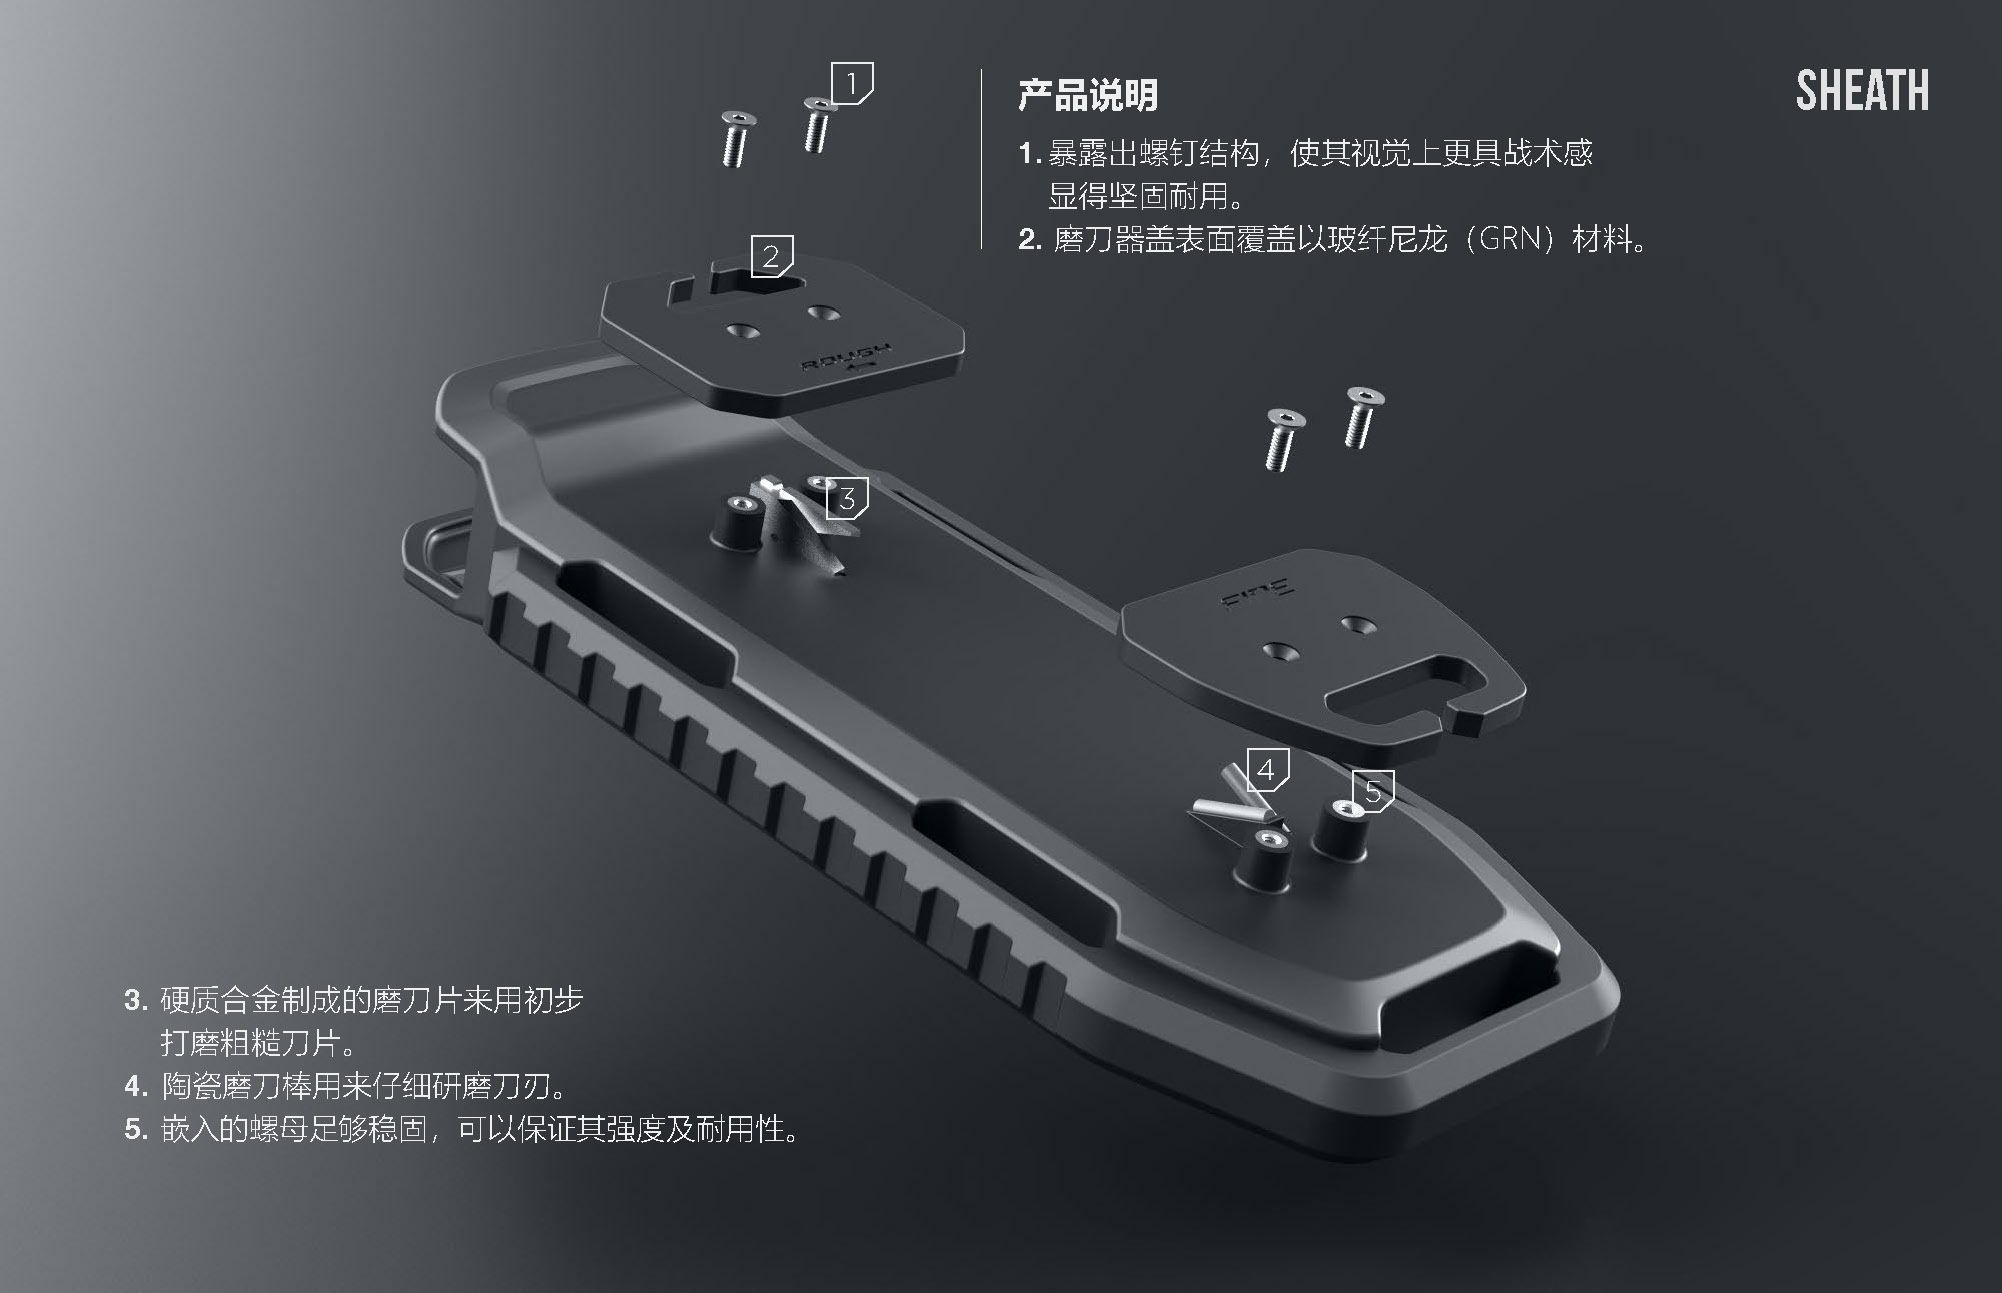 SHEATH
产品说明
1. 暴露出螺钉结构，使其视觉上更具战术感
显得坚固耐用。
2. 磨刀器盖表面覆盖以玻纤尼龙（GRN）材料。
1
2
ROUGH
3
FINE
4
5
3. 硬质合金制成的磨刀片来用初步
打磨粗糙刀片。
4. 陶瓷磨刀棒用来仔细研磨刀刃。
5. 嵌入的螺母足够稳固，可以保证其强度及耐用性。